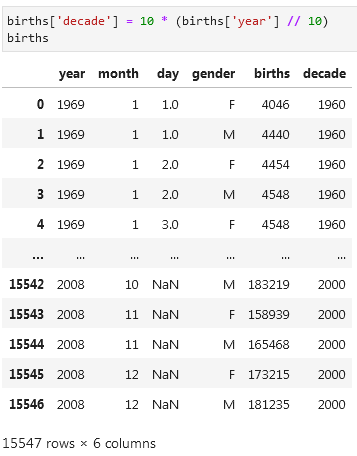 births['decade'] = 10 * (births['year'] // 10)
births
year month day gender births decade
0 1969 1 1.0 F 4046 1960
1 1969 1 1.0 M 4440 1960
2 1969 1 2.0 F 4454 1960
3 1969 1 2.0 M 4548 1960
4 1969 1 3.0 F 4548 1960
... ... ... ... ... ... ...
15542 2008 10 NaN M 183219 2000
15543 2008 11 NaN F 158939 2000
15544 2008 11 NaN M 165468 2000
15545 2008 12 NaN F 173215 2000
15546 2008 12 NaN M 181235 2000
15547 rows × 6 columns